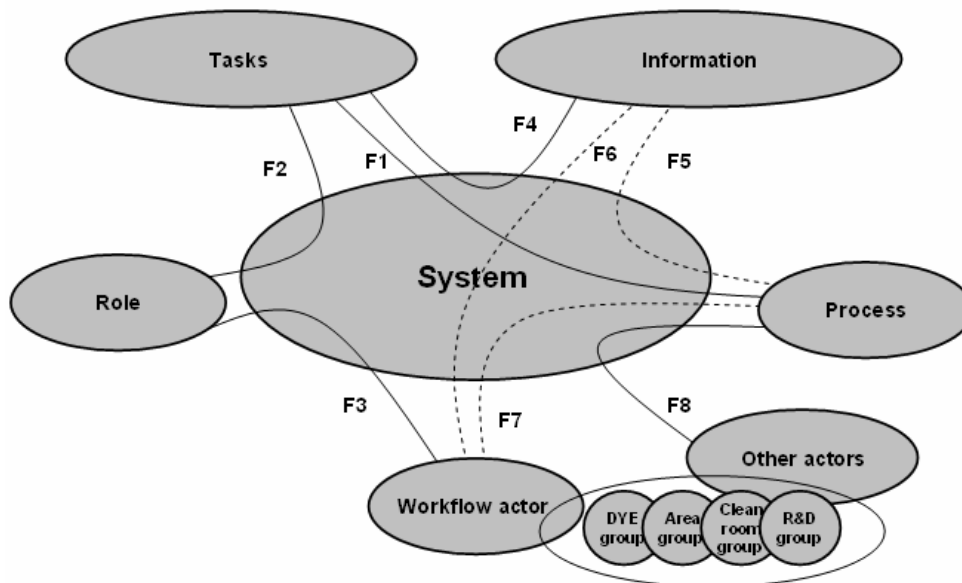 Tasks
Information
F4
F2
F1
F6
F5
System
Role
Process
F3
F7
F8
Other actors
Workflow actor
DYE
group
Area
group
Clean
room
group
R&D
group